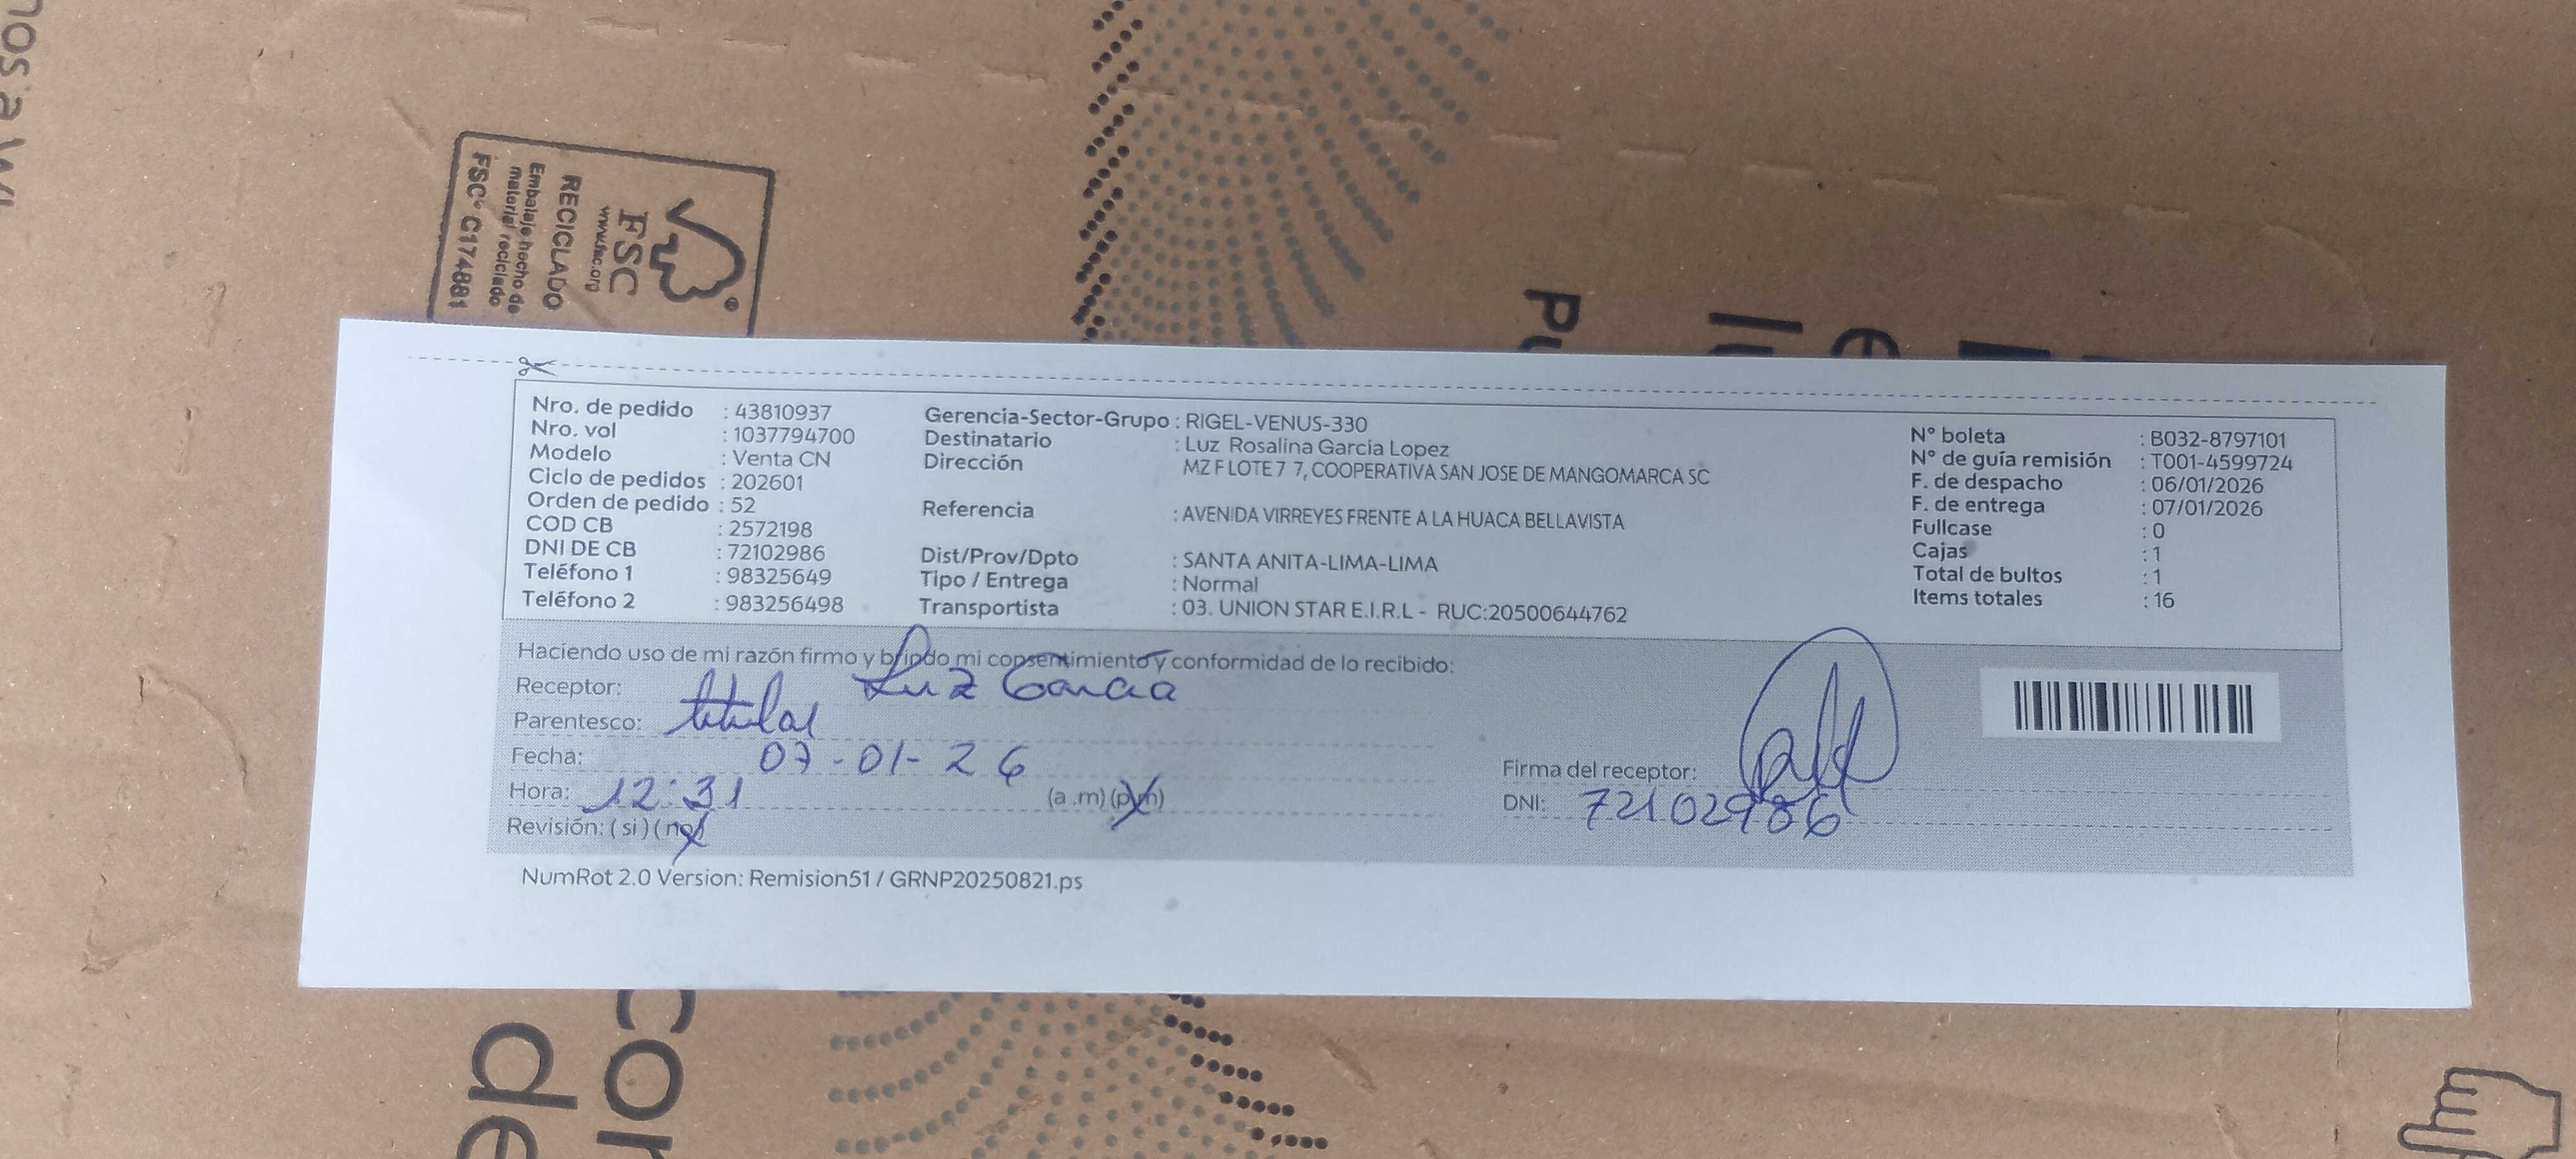 RECICLADO
Embalaje hecho de
material reciclado
FSC® C174881
FSC
www.fsc.org
Nro. de pedido : 43810937
Nro. vol : 1037794700
Modelo : Venta CN
Ciclo de pedidos : 202601
Orden de pedido : 52
COD CB : 2572198
DNI DE CB : 72102986
Teléfono 1 : 98325649
Teléfono 2 : 983256498
Gerencia-Sector-Grupo : RIGEL-VENUS-330
Destinatario : Luz Rosalina Garcia Lopez
Dirección MZ F LOTE 7 7, COOPERATIVA SAN JOSE DE MANGOMARCA SC
Referencia : AVENIDA VIRREYES FRENTE A LA HUACA BELLAVISTA
Dist/Prov/Dpto : SANTA ANITA-LIMA-LIMA
Tipo / Entrega : Normal
Transportista : 03. UNION STAR E.I.R.L - RUC:20500644762
N° boleta : B032-8797101
N° de guía remisión : T001-4599724
F. de despacho : 06/01/2026
F. de entrega : 07/01/2026
Fullcase : 0
Cajas : 1
Total de bultos : 1
Items totales : 16
Haciendo uso de mi razón firmo y brindo mi consentimiento y conformidad de lo recibido:
Receptor: Luz Garcia
Parentesco: titular
Fecha: 07-01-26
Hora: 12:31 (a .m) (p.m)
Revisión: ( si ) ( no)
Firma del receptor:
DNI: 72102986
NumRot 2.0 Version: Remision51 / GRNP20250821.ps
cor
de